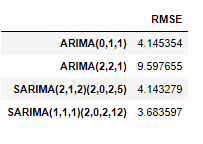 RMSE
ARIMA(0,1,1) 4.145354
ARIMA(2,2,1) 9.597655
SARIMA(2,1,2)(2,0,2,5) 4.143279
SARIMA(1,1,1)(2,0,2,12) 3.683597